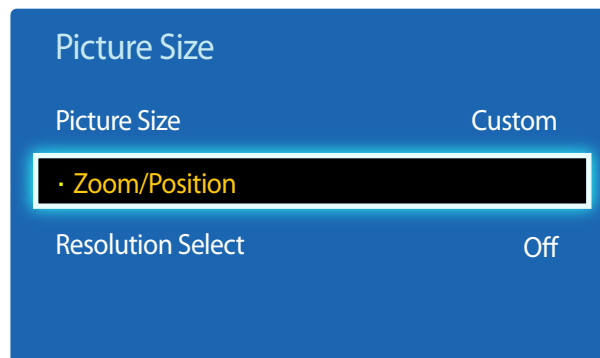 Picture Size
Picture Size Custom
· Zoom/Position
Resolution Select Off